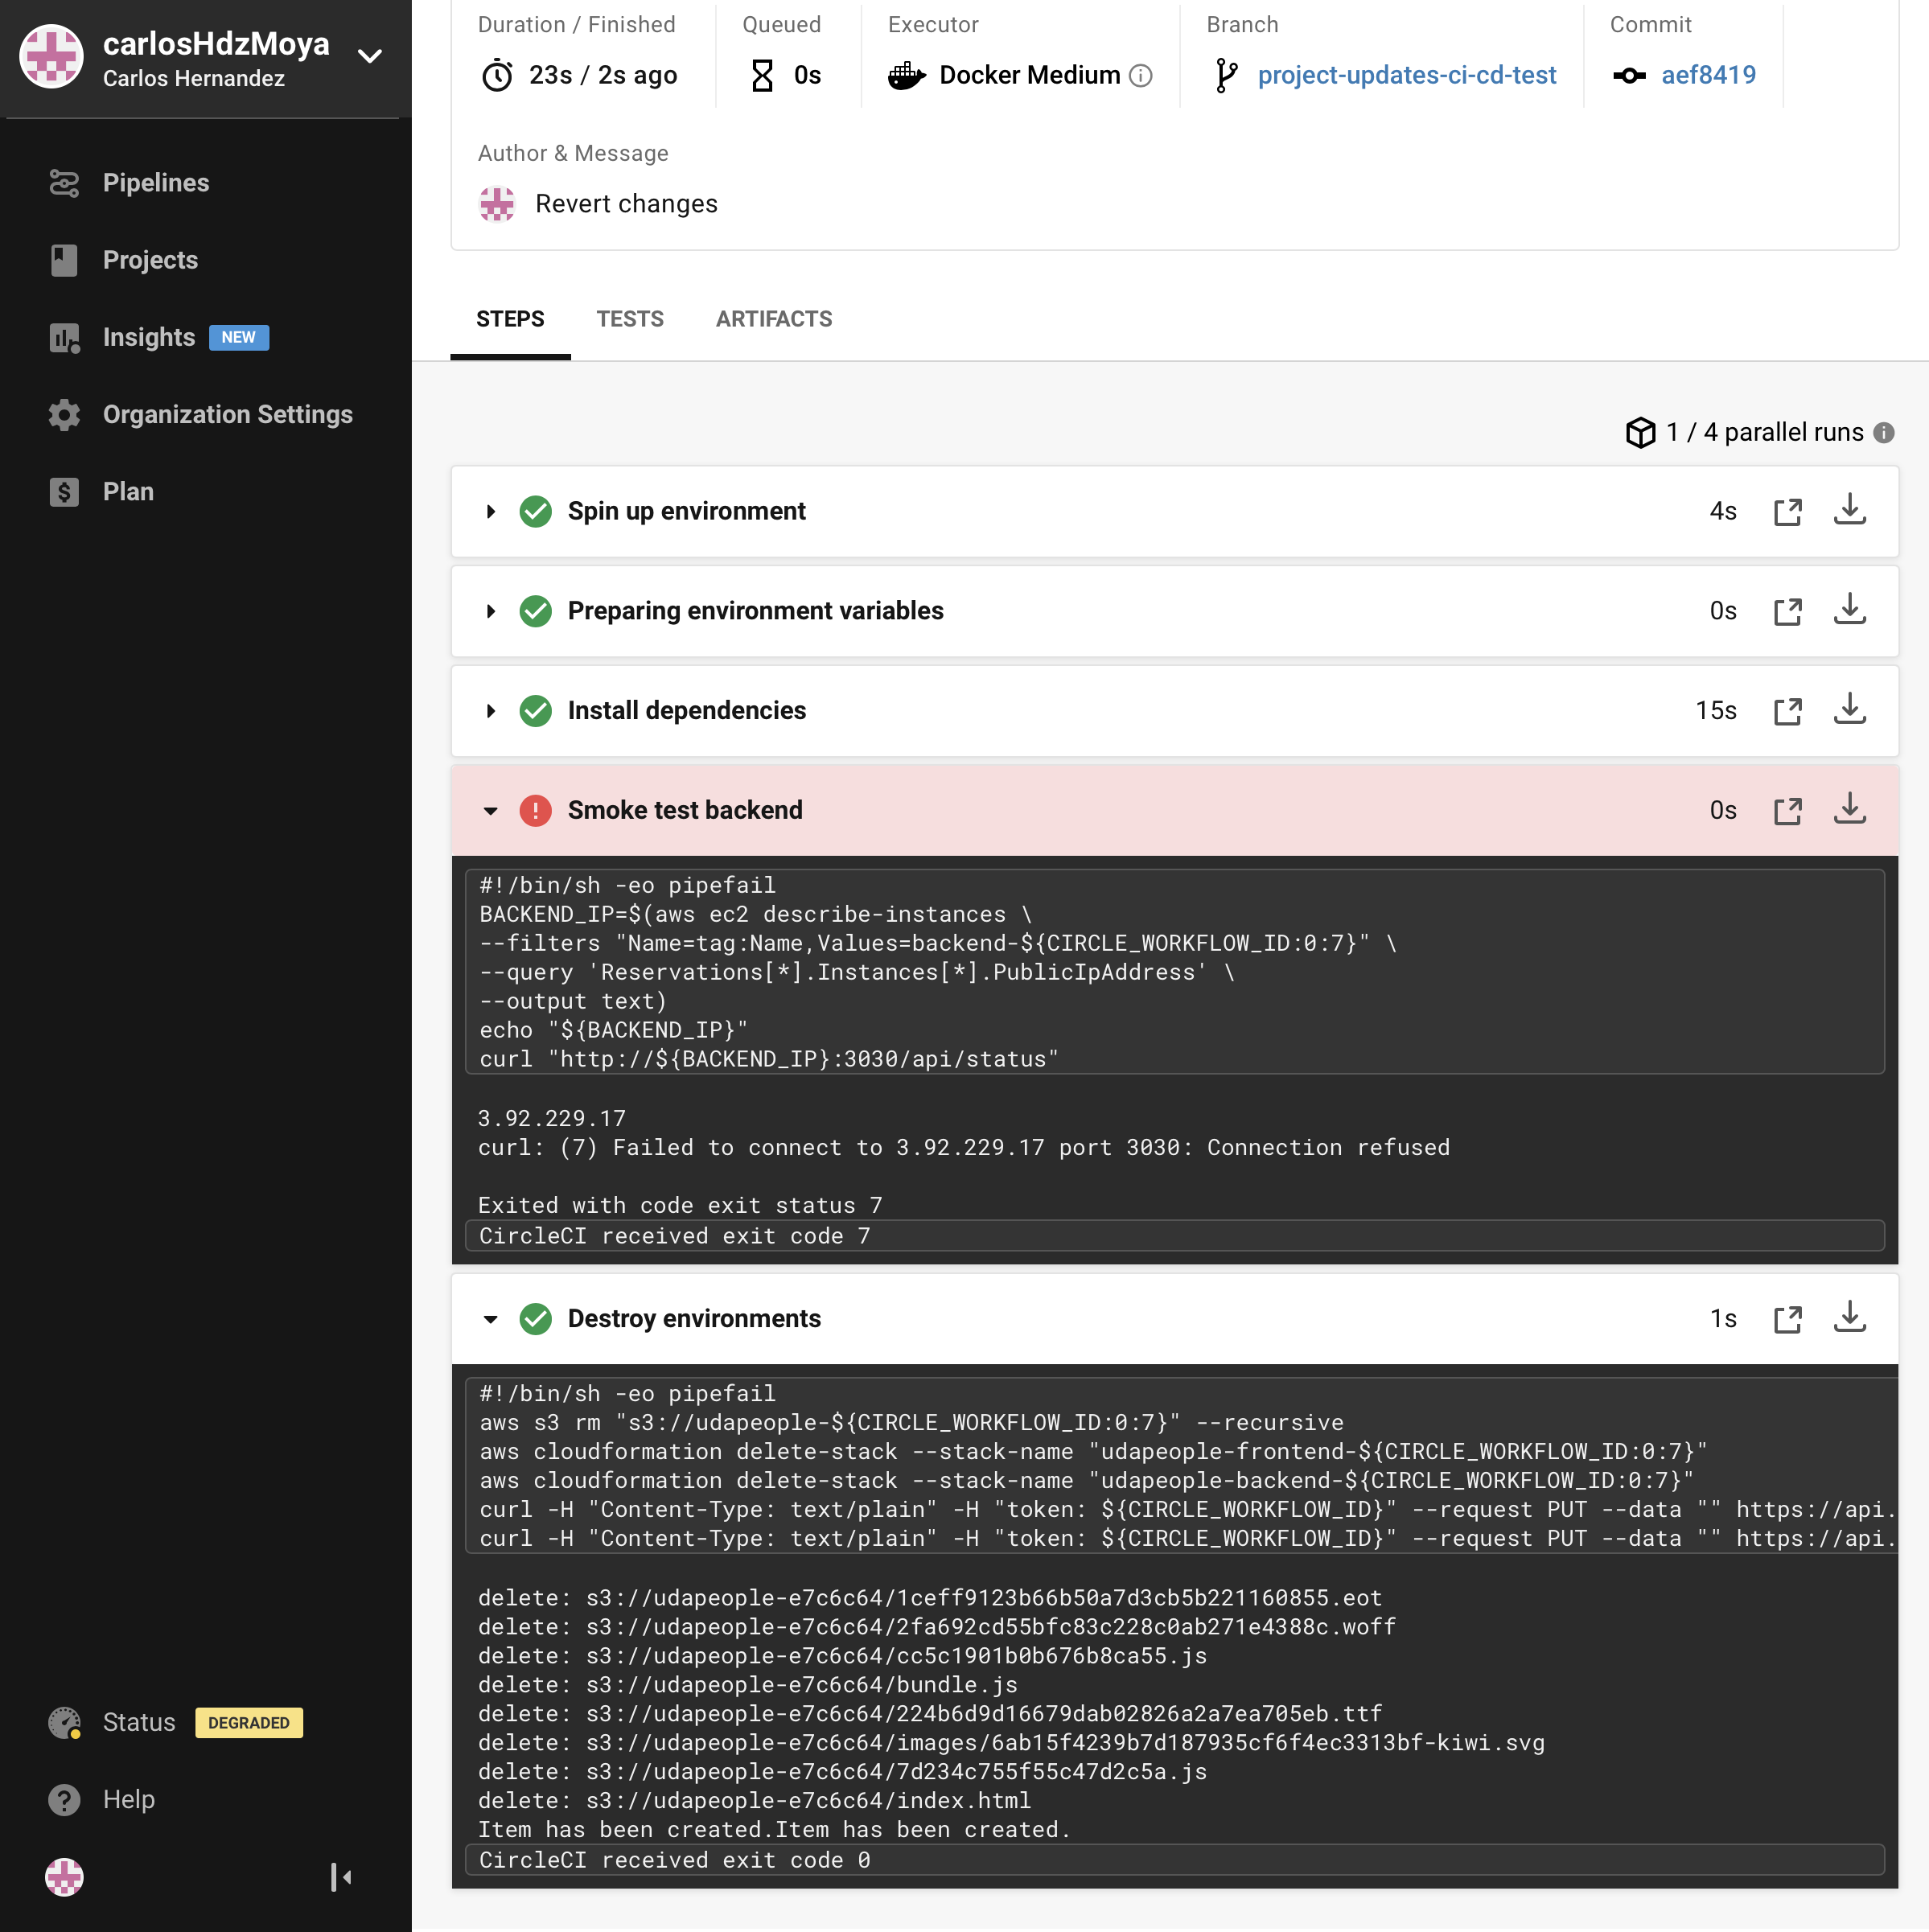 carlosHdzMoya
Carlos Hernandez
Pipelines
Projects
Insights NEW
Organization Settings
Plan
Status DEGRADED
Help
Duration / Finished
23s / 2s ago
Queued
0s
Executor
Docker Medium
Branch
project-updates-ci-cd-test
Commit
aef8419
Author & Message
Revert changes
STEPS TESTS ARTIFACTS
1 / 4 parallel runs
Spin up environment 4s
Preparing environment variables 0s
Install dependencies 15s
Smoke test backend 0s
#!/bin/sh -eo pipefail
BACKEND_IP=$(aws ec2 describe-instances \
--filters "Name=tag:Name,Values=backend-${CIRCLE_WORKFLOW_ID:0:7}" \
--query 'Reservations[*].Instances[*].PublicIpAddress' \
--output text)
echo "${BACKEND_IP}"
curl "http://${BACKEND_IP}:3030/api/status"
3.92.229.17
curl: (7) Failed to connect to 3.92.229.17 port 3030: Connection refused
Exited with code exit status 7
CircleCI received exit code 7
Destroy environments 1s
#!/bin/sh -eo pipefail
aws s3 rm "s3://udapeople-${CIRCLE_WORKFLOW_ID:0:7}" --recursive
aws cloudformation delete-stack --stack-name "udapeople-frontend-${CIRCLE_WORKFLOW_ID:0:7}"
aws cloudformation delete-stack --stack-name "udapeople-backend-${CIRCLE_WORKFLOW_ID:0:7}"
curl -H "Content-Type: text/plain" -H "token: ${CIRCLE_WORKFLOW_ID}" --request PUT --data "" https://api.
curl -H "Content-Type: text/plain" -H "token: ${CIRCLE_WORKFLOW_ID}" --request PUT --data "" https://api.
delete: s3://udapeople-e7c6c64/1ceff9123b66b50a7d3cb5b221160855.eot
delete: s3://udapeople-e7c6c64/2fa692cd55bfc83c228c0ab271e4388c.woff
delete: s3://udapeople-e7c6c64/cc5c1901b0b676b8ca55.js
delete: s3://udapeople-e7c6c64/bundle.js
delete: s3://udapeople-e7c6c64/224b6d9d16679dab02826a2a7ea705eb.ttf
delete: s3://udapeople-e7c6c64/images/6ab15f4239b7d187935cf6f4ec3313bf-kiwi.svg
delete: s3://udapeople-e7c6c64/7d234c755f55c47d2c5a.js
delete: s3://udapeople-e7c6c64/index.html
Item has been created.Item has been created.
CircleCI received exit code 0